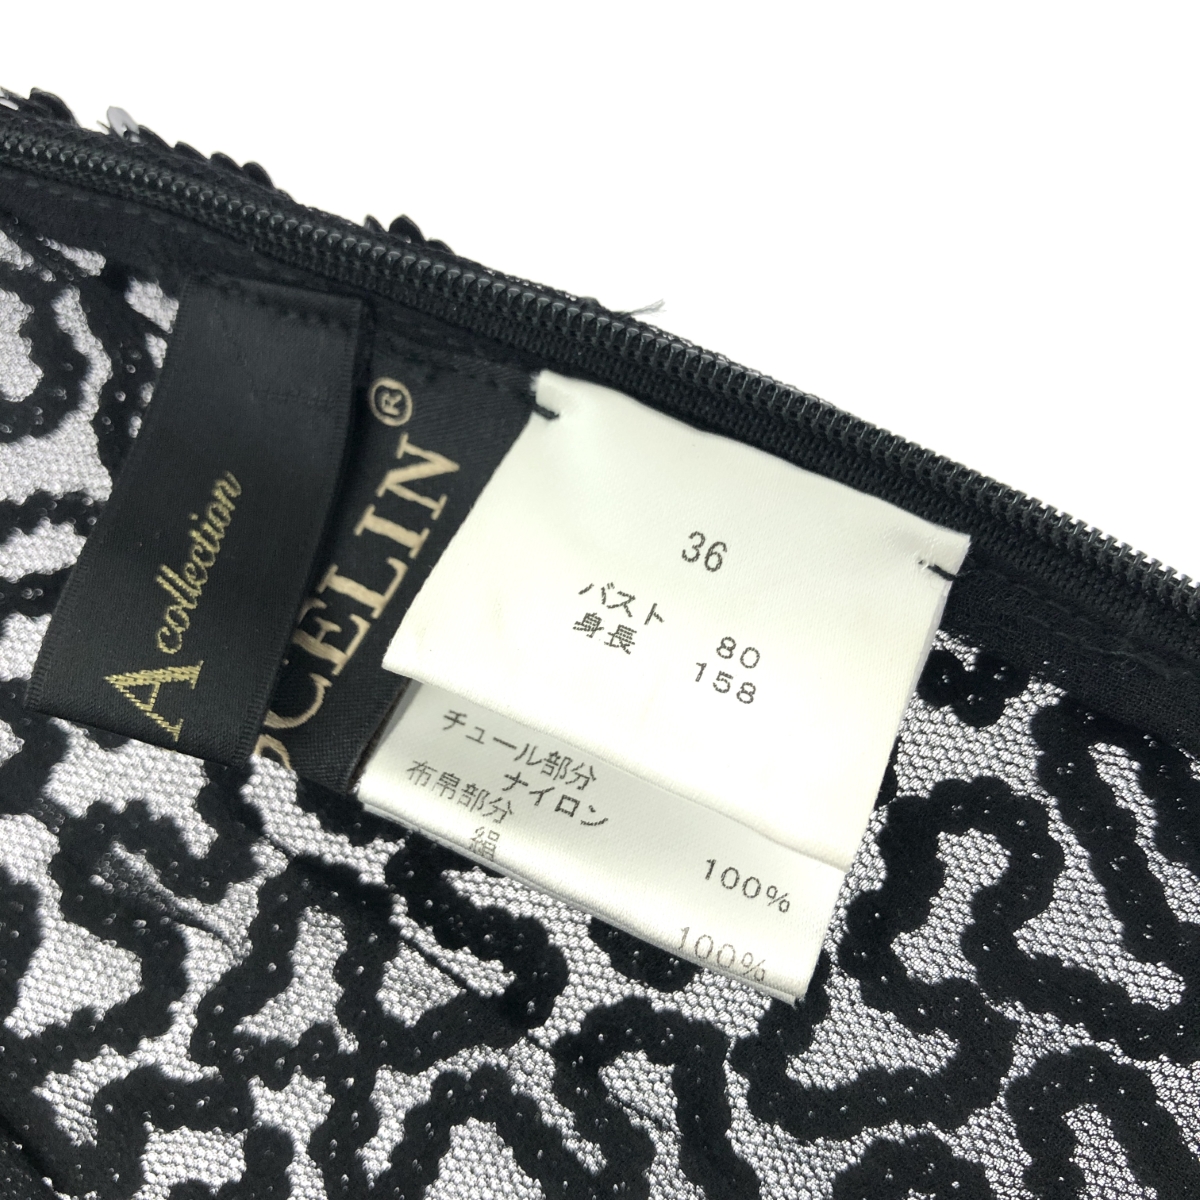 A collection
CELIN®
36
バスト 80
身長 158
チュール部分
ナイロン 100%
布帛部分
絹 100%